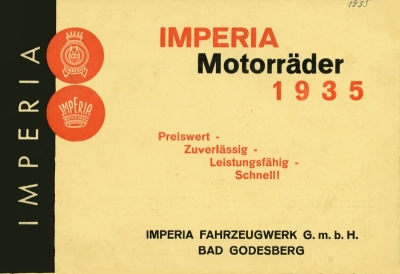 1935
IMPERIA
IMPERIA
IMPERIA
Motorräder
1935
Preiswert -
Zuverlässig -
Leistungsfähig -
Schnell!
IMPERIA FAHRZEUGWERK G. m. b. H.
BAD GODESBERG